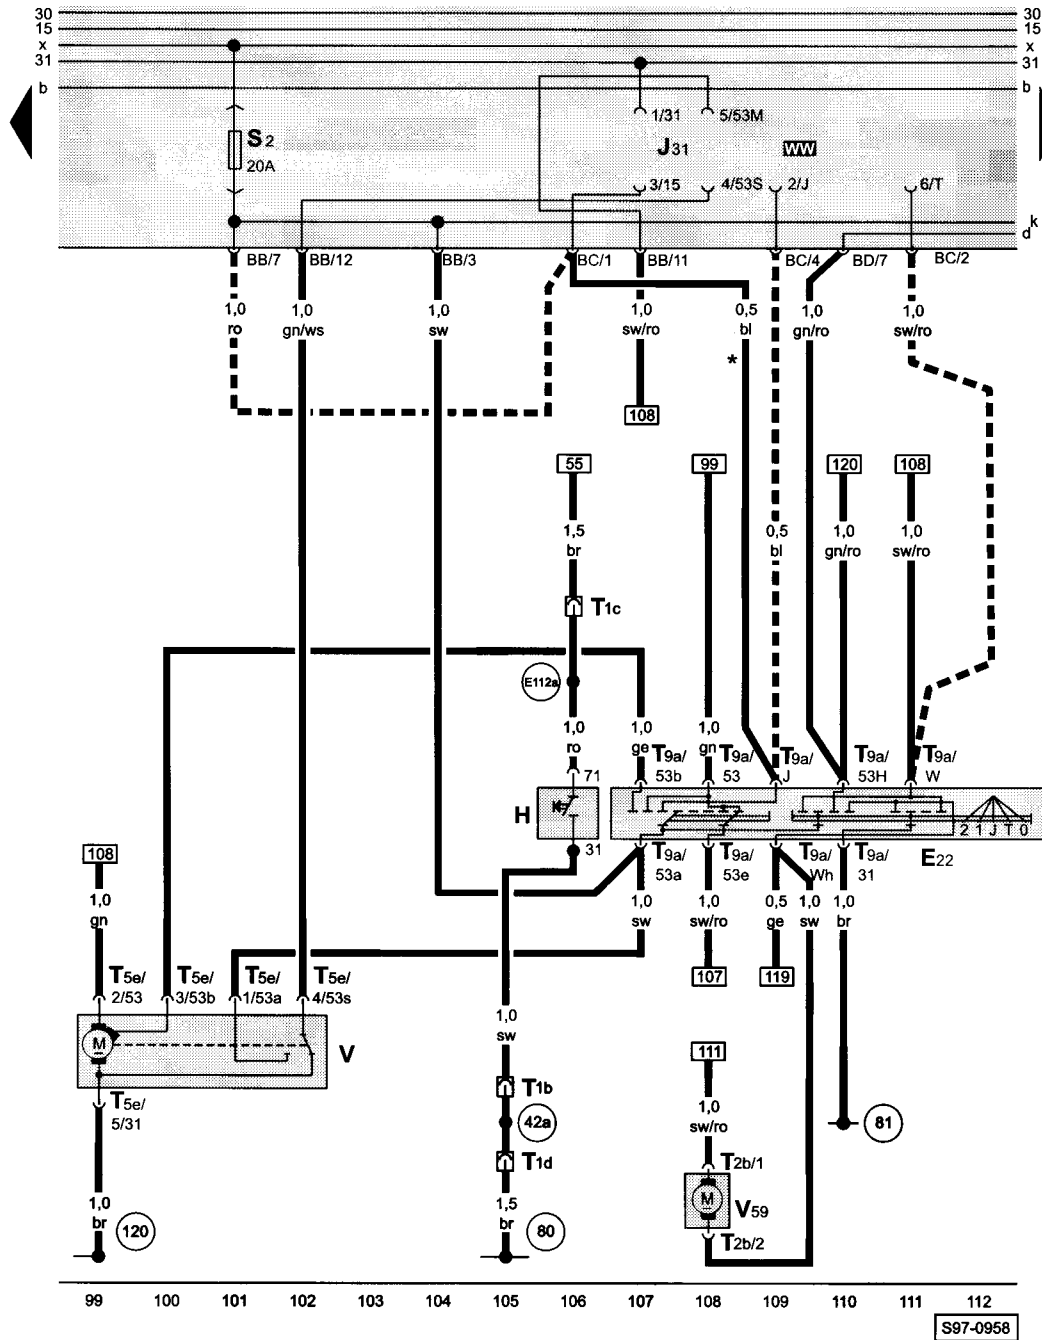 30 30
15 15
x x
31 31
b b
1/31 5/53M
S2 J31 WW
20A
3/15 4/53S 2/J 6/T
k
d
BB/7 BB/12 BB/3 BC/1 BB/11 BC/4 BD/7 BC/2
1,0 1,0 1,0 1,0 0,5 1,0 1,0
ro gn/ws sw sw/ro bl gn/ro sw/ro
*
108
55 99 120 108
1,5 0,5 1,0 1,0
br bl gn/ro sw/ro
T1c
E112a
1,0 1,0 1,0
ro ge gn
T9a/ T9a/ T9a/ T9a/ T9a/
71 53b 53 J 53H W
H
2 1 J T 0
31 T9a/ T9a/ T9a/ T9a/ E22
53a 53e Wh 31
108
1,0 1,0 1,0 0,5 1,0 1,0
gn sw sw/ro ge sw br
107 119
T5e/ T5e/ T5e/ T5e/
2/53 3/53b 1/53a 4/53s
1,0
sw
M V
111
T1b
T5e/
5/31
1,0
sw/ro
42a 81
T1d T2b/1
1,0 1,5
br br
M V59
120 80
T2b/2
99 100 101 102 103 104 105 106 107 108 109 110 111 112
S97-0958